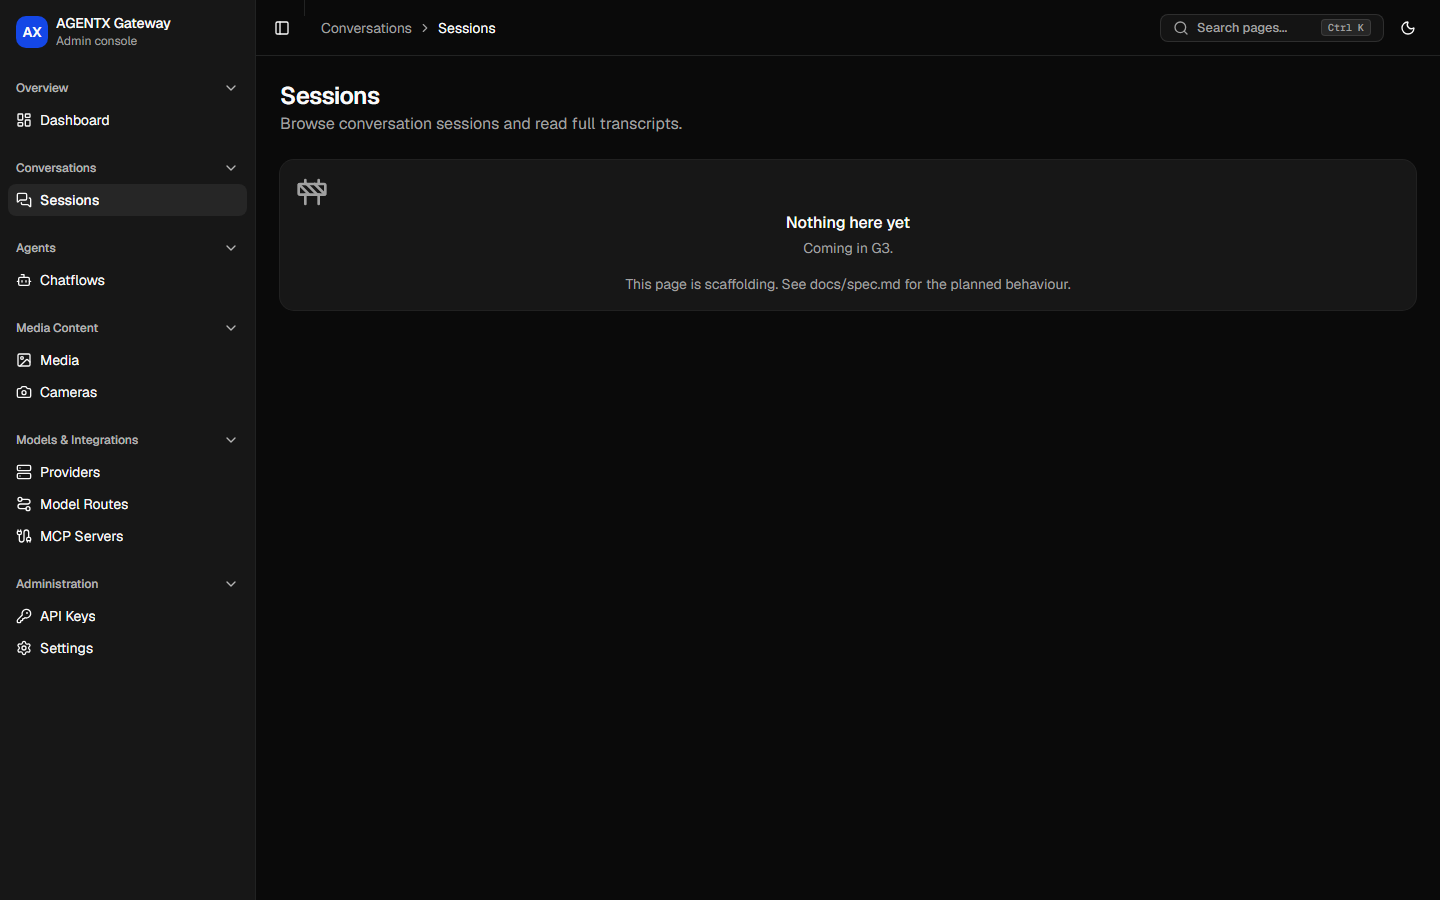 AX
AGENTX Gateway
Admin console
Overview
Dashboard
Conversations
Sessions
Agents
Chatflows
Media Content
Media
Cameras
Models & Integrations
Providers
Model Routes
MCP Servers
Administration
API Keys
Settings
Conversations > Sessions
Search pages... Ctrl K
Sessions
Browse conversation sessions and read full transcripts.
Nothing here yet
Coming in G3.
This page is scaffolding. See docs/spec.md for the planned behaviour.